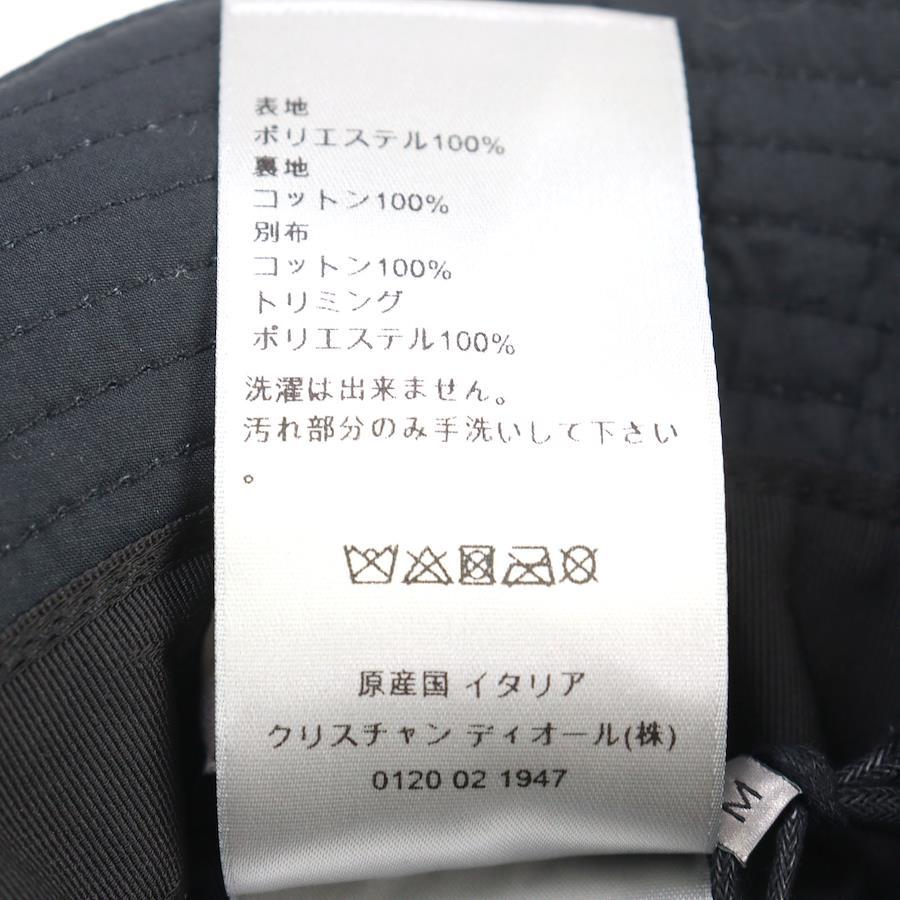 表地
ポリエステル100%
裏地
コットン100%
別布
コットン100%
トリミング
ポリエステル100%
洗濯は出来ません。
汚れ部分のみ手洗いして下さい
。
原産国 イタリア
クリスチャン ディオール(株)
0120 02 1947
M